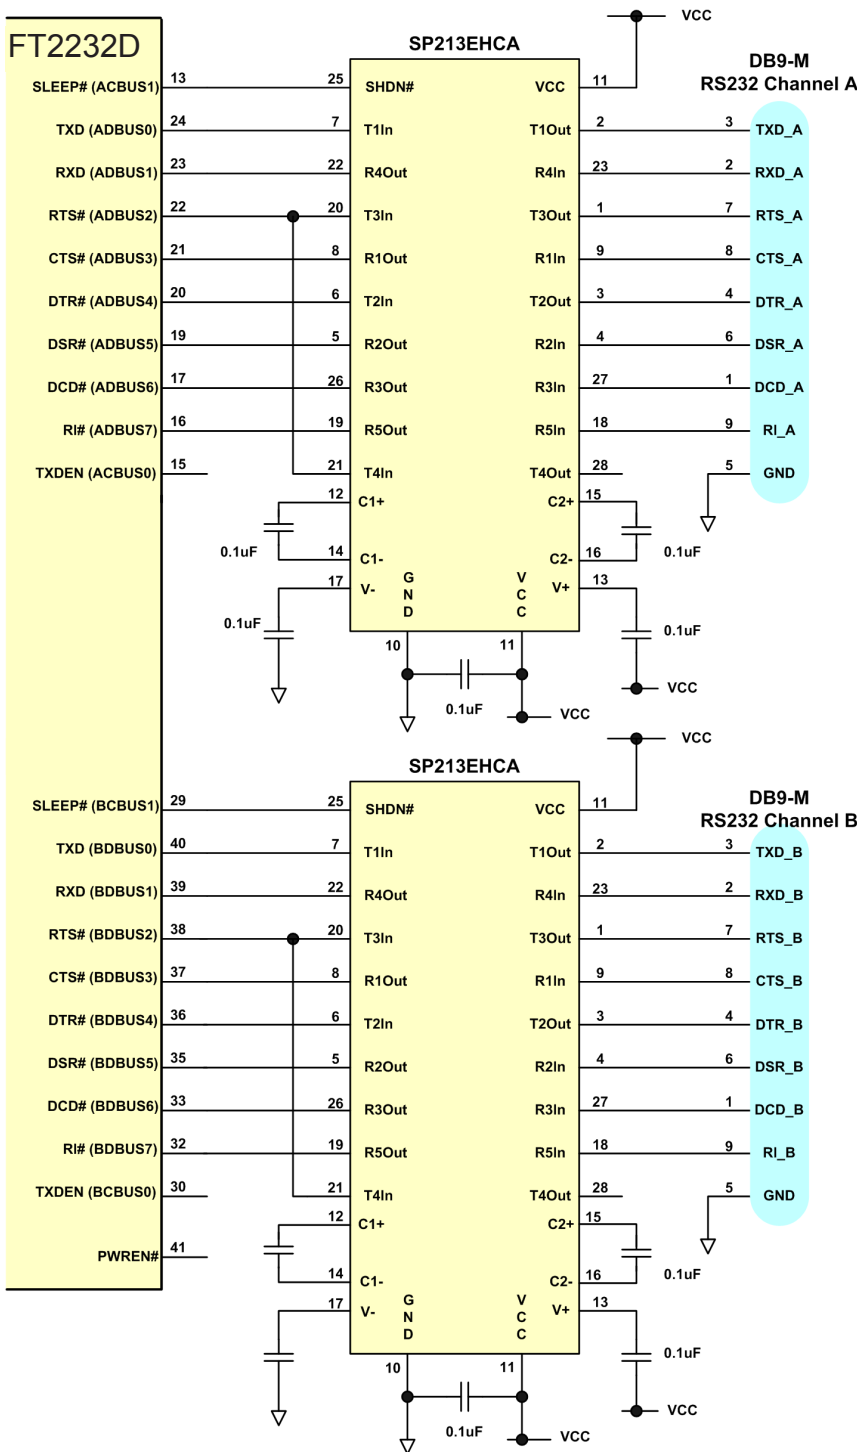 VCC
FT2232D
SP213EHCA
DB9-M
RS232 Channel A
SLEEP# (ACBUS1) 13 25 SHDN# VCC 11
TXD (ADBUS0) 24 7 T1In T1Out 2 3 TXD_A
RXD (ADBUS1) 23 22 R4Out R4In 23 2 RXD_A
RTS# (ADBUS2) 22 20 T3In T3Out 1 7 RTS_A
CTS# (ADBUS3) 21 8 R1Out R1In 9 8 CTS_A
DTR# (ADBUS4) 20 6 T2In T2Out 3 4 DTR_A
DSR# (ADBUS5) 19 5 R2Out R2In 4 6 DSR_A
DCD# (ADBUS6) 17 26 R3Out R3In 27 1 DCD_A
RI# (ADBUS7) 16 19 R5Out R5In 18 9 RI_A
TXDEN (ACBUS0) 15 21 T4In T4Out 28 5 GND
12 C1+ C2+ 15
0.1uF 0.1uF
14 C1- C2- 16
17 V- GND VCC V+ 13
0.1uF 0.1uF
10 11
VCC
0.1uF VCC
VCC
SP213EHCA
DB9-M
RS232 Channel B
SLEEP# (BCBUS1) 29 25 SHDN# VCC 11
TXD (BDBUS0) 40 7 T1In T1Out 2 3 TXD_B
RXD (BDBUS1) 39 22 R4Out R4In 23 2 RXD_B
RTS# (BDBUS2) 38 20 T3In T3Out 1 7 RTS_B
CTS# (BDBUS3) 37 8 R1Out R1In 9 8 CTS_B
DTR# (BDBUS4) 36 6 T2In T2Out 3 4 DTR_B
DSR# (BDBUS5) 35 5 R2Out R2In 4 6 DSR_B
DCD# (BDBUS6) 33 26 R3Out R3In 27 1 DCD_B
RI# (BDBUS7) 32 19 R5Out R5In 18 9 RI_B
TXDEN (BCBUS0) 30 21 T4In T4Out 28 5 GND
12 C1+ C2+ 15
PWREN# 41
0.1uF
14 C1- C2- 16
17 V- GND VCC V+ 13
0.1uF
10 11
VCC
0.1uF VCC